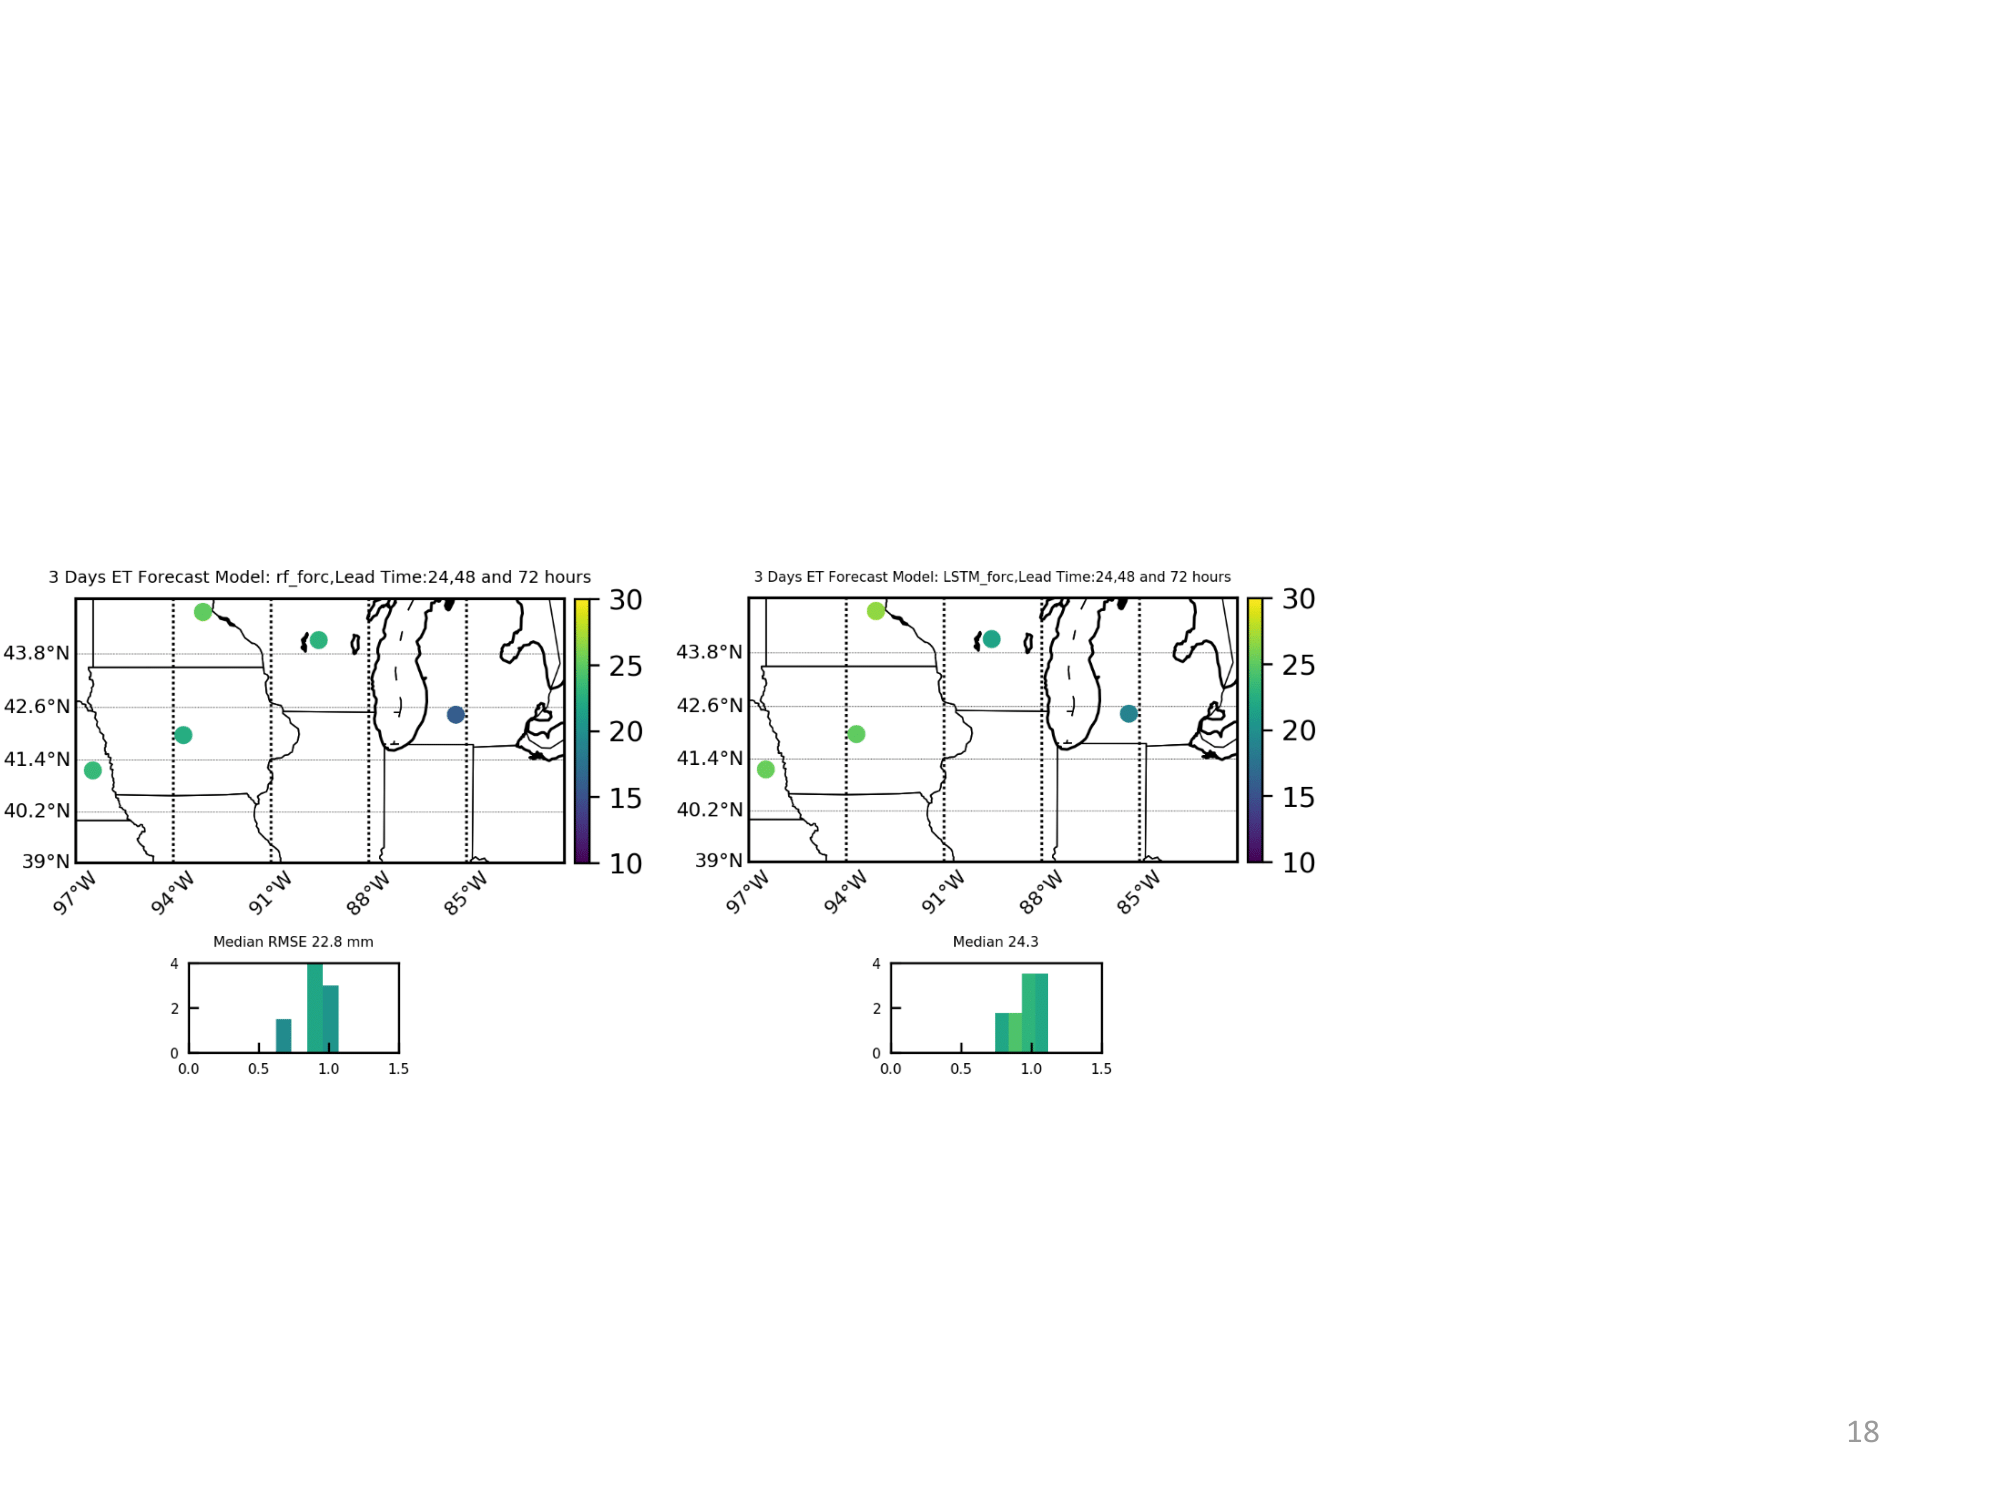 3 Days ET Forecast Model: rf_forc,Lead Time:24,48 and 72 hours
30
25
20
15
10
43.8°N
42.6°N
41.4°N
40.2°N
39°N
97°W
94°W
91°W
88°W
85°W
Median RMSE 22.8 mm
4
2
0
0.0 0.5 1.0 1.5
3 Days ET Forecast Model: LSTM_forc,Lead Time:24,48 and 72 hours
30
25
20
15
10
43.8°N
42.6°N
41.4°N
40.2°N
39°N
97°W
94°W
91°W
88°W
85°W
Median 24.3
4
2
0
0.0 0.5 1.0 1.5
18